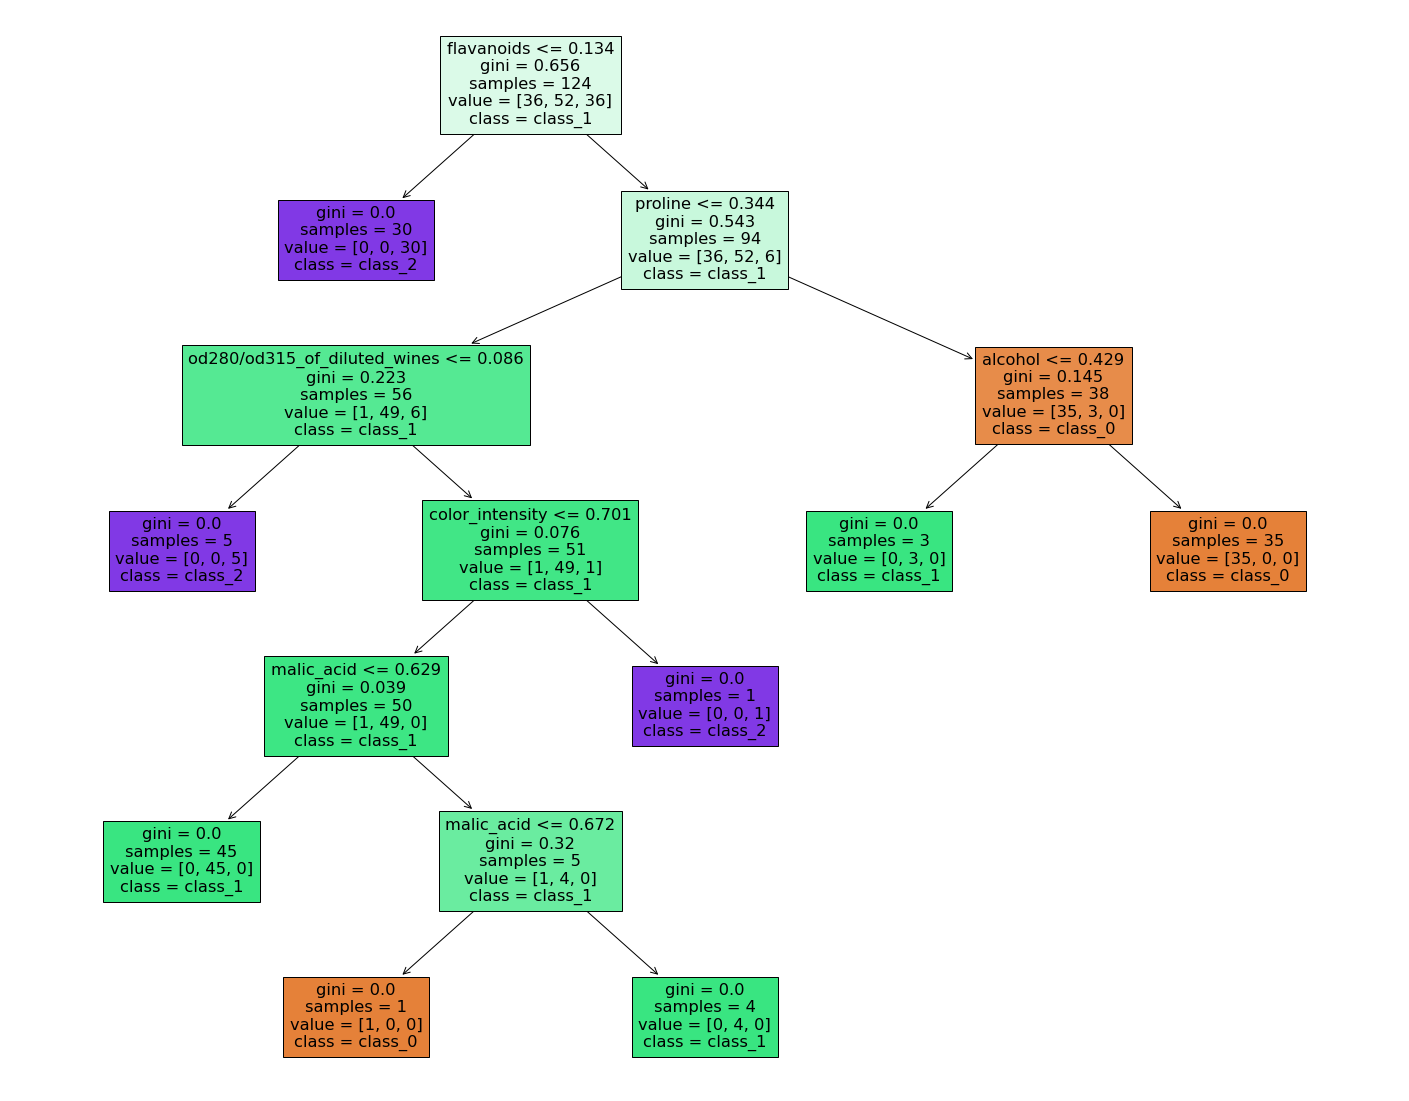 flavanoids <= 0.134
gini = 0.656
samples = 124
value = [36, 52, 36]
class = class_1
gini = 0.0
samples = 30
value = [0, 0, 30]
class = class_2
proline <= 0.344
gini = 0.543
samples = 94
value = [36, 52, 6]
class = class_1
od280/od315_of_diluted_wines <= 0.086
gini = 0.223
samples = 56
value = [1, 49, 6]
class = class_1
alcohol <= 0.429
gini = 0.145
samples = 38
value = [35, 3, 0]
class = class_0
gini = 0.0
samples = 5
value = [0, 0, 5]
class = class_2
color_intensity <= 0.701
gini = 0.076
samples = 51
value = [1, 49, 1]
class = class_1
gini = 0.0
samples = 3
value = [0, 3, 0]
class = class_1
gini = 0.0
samples = 35
value = [35, 0, 0]
class = class_0
malic_acid <= 0.629
gini = 0.039
samples = 50
value = [1, 49, 0]
class = class_1
gini = 0.0
samples = 1
value = [0, 0, 1]
class = class_2
gini = 0.0
samples = 45
value = [0, 45, 0]
class = class_1
malic_acid <= 0.672
gini = 0.32
samples = 5
value = [1, 4, 0]
class = class_1
gini = 0.0
samples = 1
value = [1, 0, 0]
class = class_0
gini = 0.0
samples = 4
value = [0, 4, 0]
class = class_1